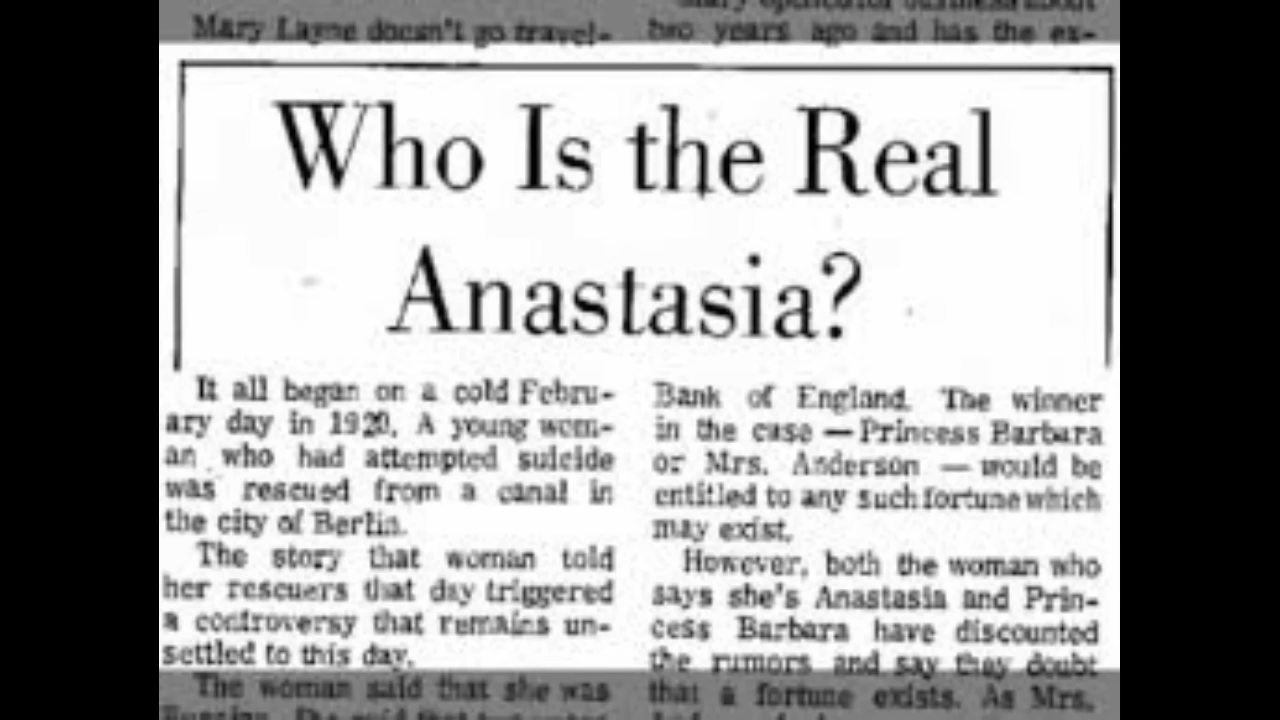 Mary Layne doesn't go travel-
Who Is the Real
Anastasia?
It all began on a cold Febru-
ary day in 1920. A young wom-
an who had attempted suicide
was rescued from a canal in
the city of Berlin.
The story that woman told
her rescuers that day triggered
a controversy that remains un-
settled to this day.
The woman said that she was
two years ago and has the ex-
Bank of England. The winner
in the case — Princess Barbara
or Mrs. Anderson — would be
entitled to any such fortune which
may exist.
However, both the woman who
says she's Anastasia and Prin-
cess Barbara have discounted
the rumors and say they doubt
that a fortune exists. As Mrs.